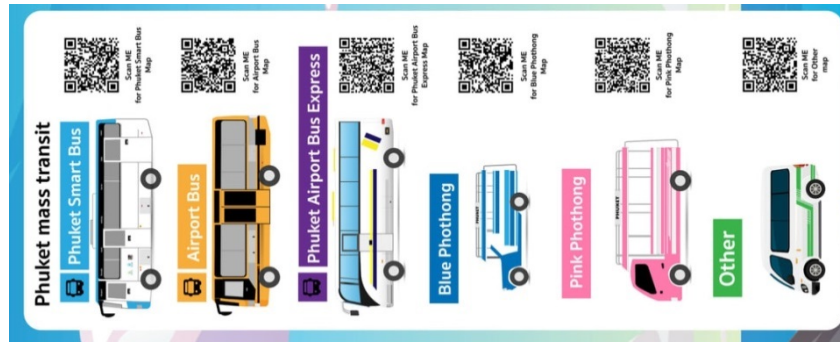 Phuket mass transit
Phuket Smart Bus
Scan ME
for Phuket Smart Bus
Map
Airport Bus
Scan ME
for Airport Bus
Map
Phuket Airport Bus Express
Scan ME
for Phuket Airport Bus
Express Map
Blue Phothong
PHUKET
Scan ME
for Blue Phothong
Map
Pink Phothong
PHUKET
Scan ME
for Pink Phothong
Map
Other
Scan ME
for Other
map